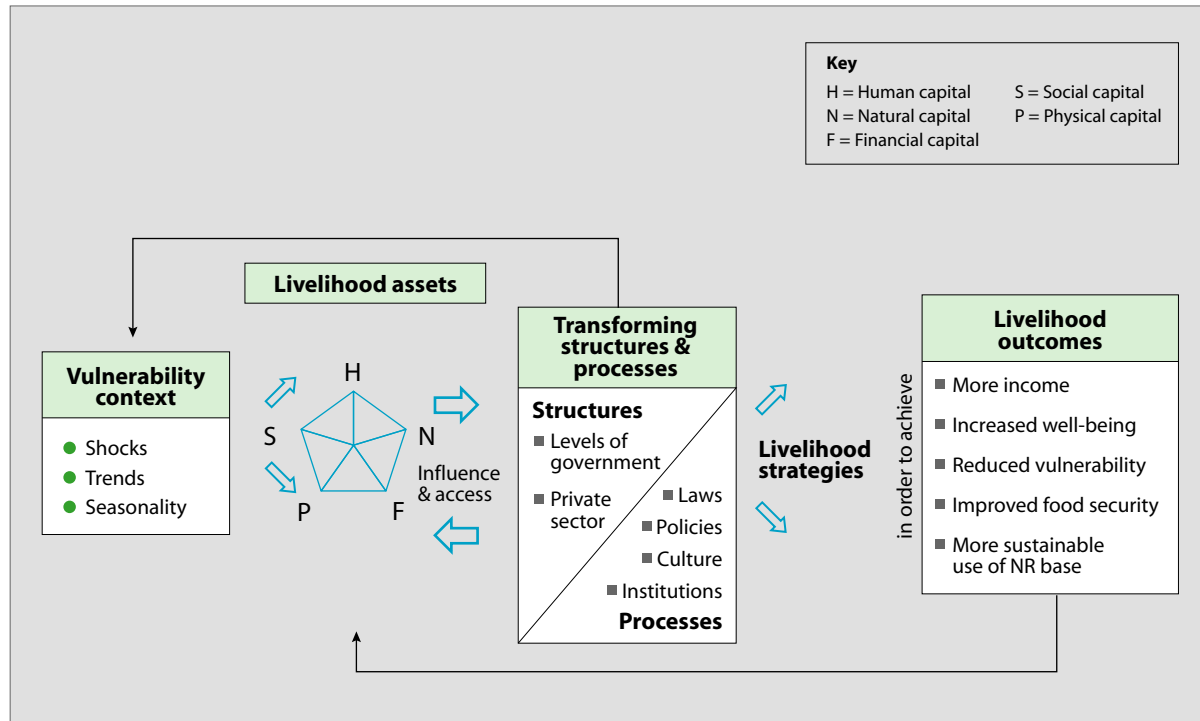 Key
H = Human capital
S = Social capital
N = Natural capital
P = Physical capital
F = Financial capital
Livelihood assets
Vulnerability
context
Shocks
Trends
Seasonality
H
S
N
P
F
Influence
& access
Transforming
structures &
processes
Structures
Levels of
government
Private
sector
Laws
Policies
Culture
Institutions
Processes
Livelihood
strategies
in order to achieve
Livelihood
outcomes
More income
Increased well-being
Reduced vulnerability
Improved food security
More sustainable
use of NR base